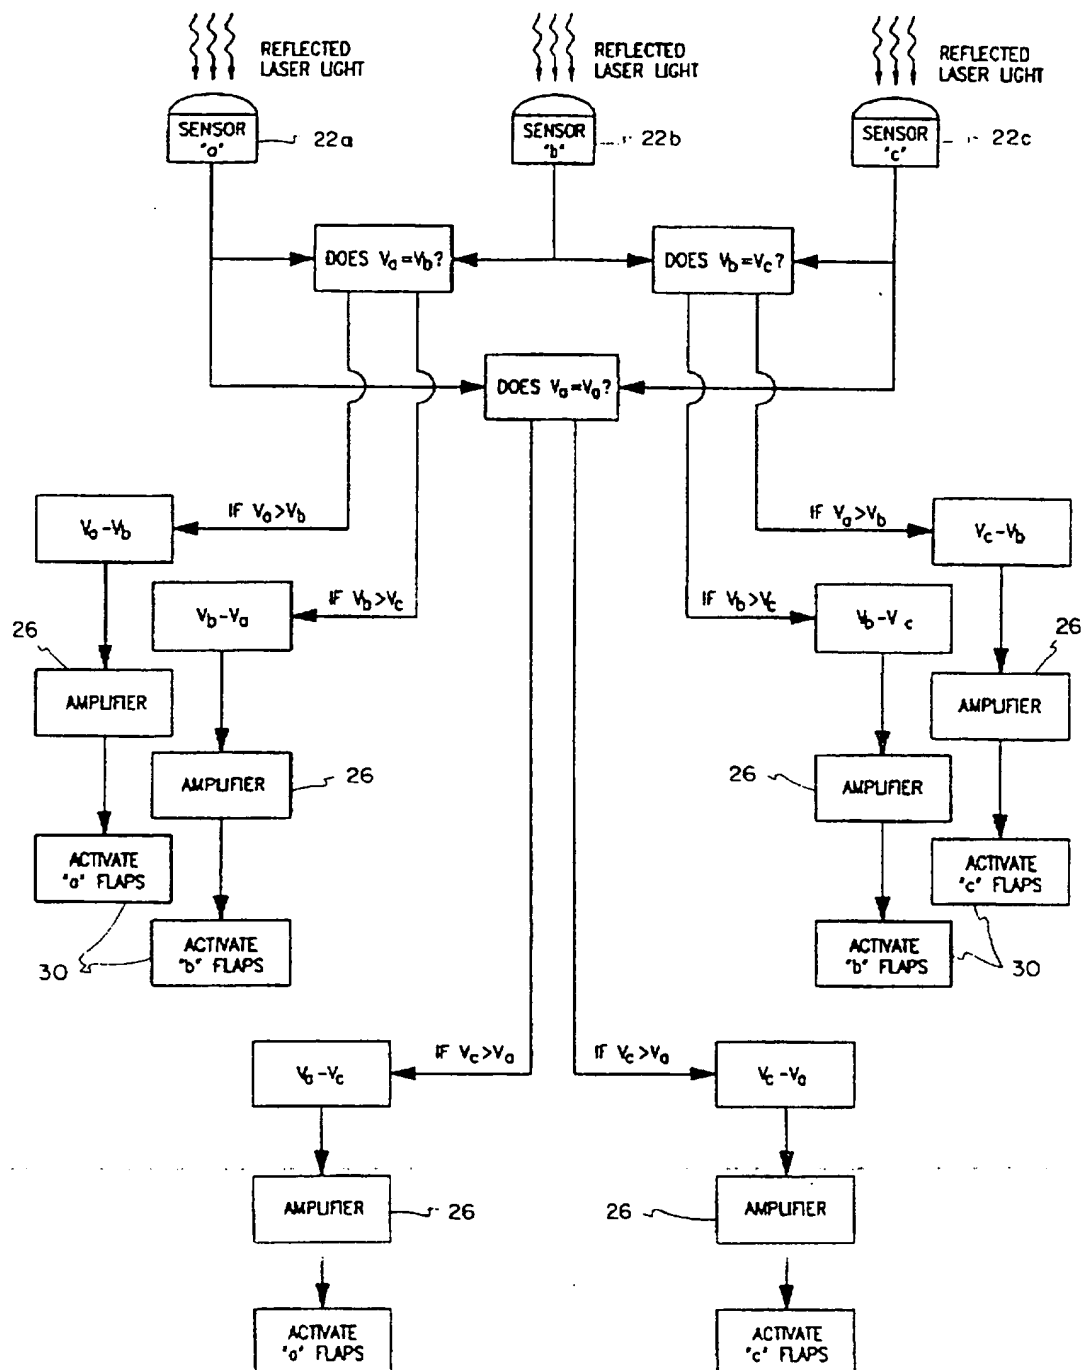 REFLECTED
LASER LIGHT
REFLECTED
LASER LIGHT
REFLECTED
LASER LIGHT
SENSOR
"a"
22a
SENSOR
"b"
22b
SENSOR
"c"
22c
DOES Va=Vb?
DOES Vb=Vc?
DOES Va=Va?
IF Va>Vb
Va-Vb
IF Va>Vb
Vc-Vb
IF Vb>Vc
Vb-Va
IF Vb>Vc
Vb-Vc
26
AMPLIFIER
26
AMPLIFIER
AMPLIFIER
26
26
AMPLIFIER
ACTIVATE
"a" FLAPS
ACTIVATE
"c" FLAPS
30
ACTIVATE
"b" FLAPS
ACTIVATE
"b" FLAPS
30
IF Vc>Va
Va-Vc
IF Vc>Va
Vc-Va
AMPLIFIER
26
26
AMPLIFIER
ACTIVATE
"a" FLAPS
ACTIVATE
"c" FLAPS